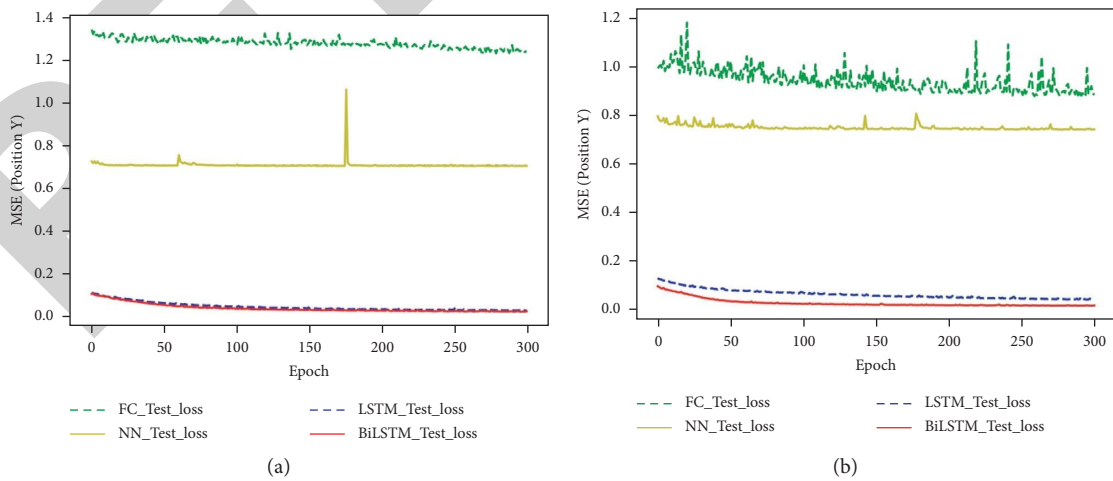 1.4
1.2
1.0
0.8
0.6
0.4
0.2
0.0
MSE (Position Y)
0 50 100 150 200 250 300
Epoch
FC_Test_loss LSTM_Test_loss
NN_Test_loss BiLSTM_Test_loss
(a)
1.2
1.0
0.8
0.6
0.4
0.2
0.0
MSE (Position Y)
0 50 100 150 200 250 300
Epoch
FC_Test_loss LSTM_Test_loss
NN_Test_loss BiLSTM_Test_loss
(b)